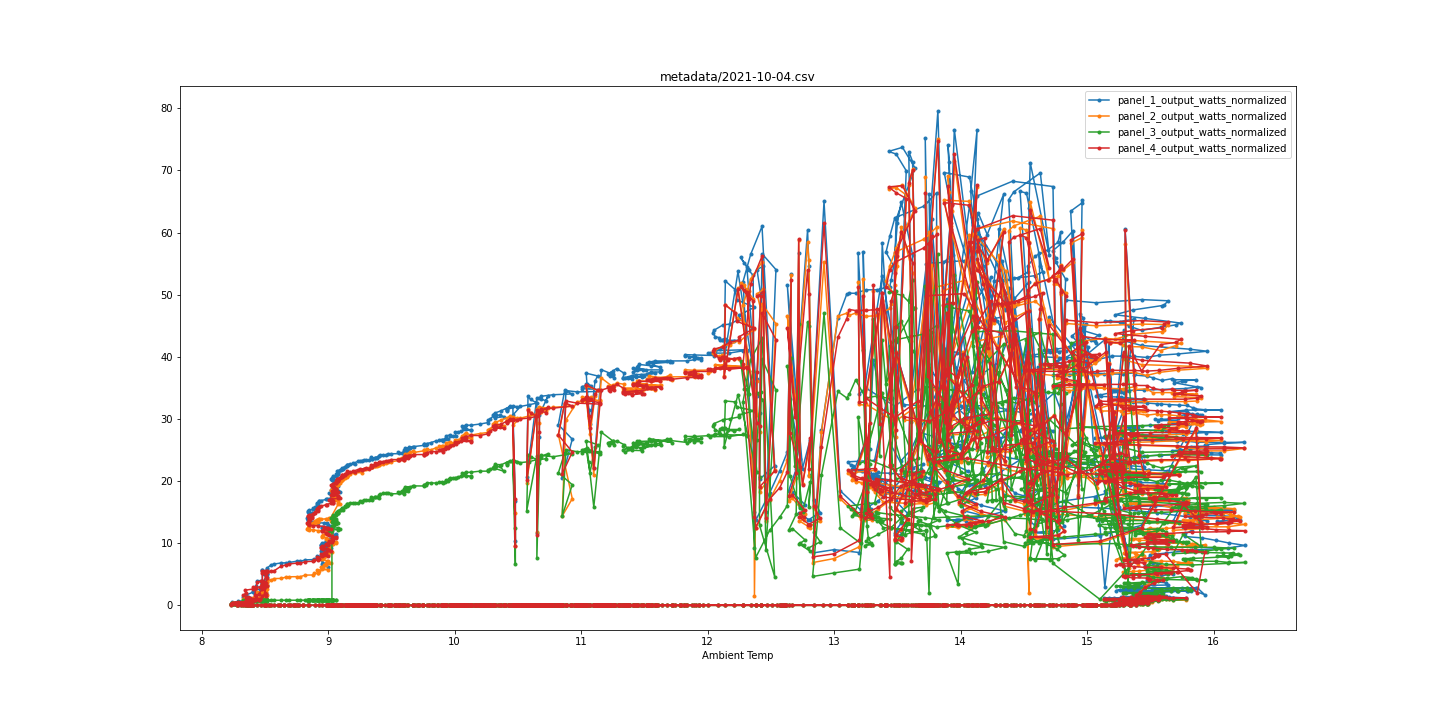 metadata/2021-10-04.csv
panel_1_output_watts_normalized
panel_2_output_watts_normalized
panel_3_output_watts_normalized
panel_4_output_watts_normalized
80
70
60
50
40
30
20
10
0
8 9 10 11 12 13 14 15 16
Ambient Temp